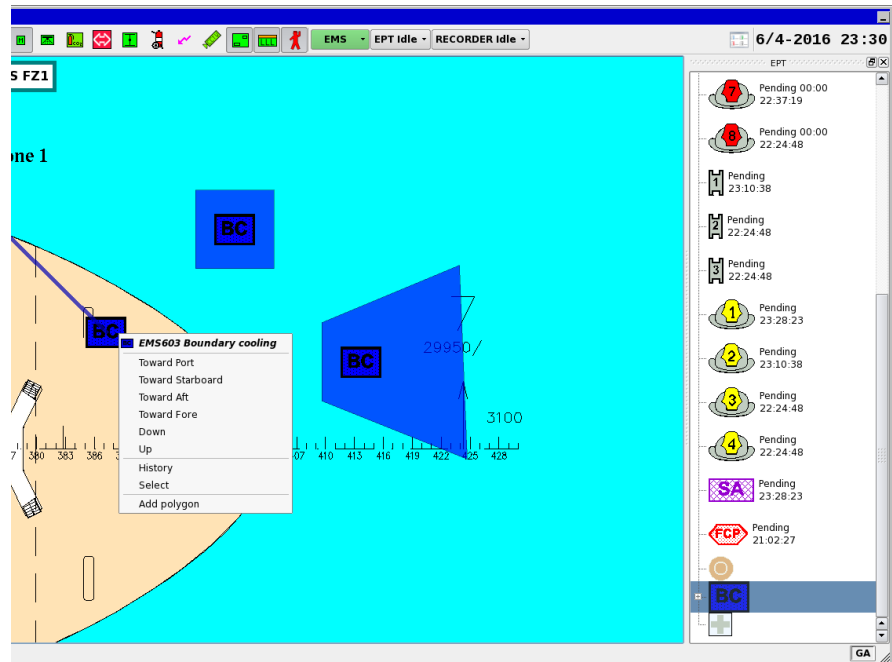 EMS
EPT Idle
RECORDER Idle
6/4-2016 23:30
S FZ1
one 1
BC
BC
29950/
BC
EMS603 Boundary cooling
Toward Port
Toward Starboard
Toward Aft
Toward Fore
Down
Up
History
Select
Add polygon
3100
380 383 386 07 410 413 416 419 422 425 428
EPT
7 Pending 00:00
22:37:19
8 Pending 00:00
22:24:48
1 Pending
23:10:38
2 Pending
22:24:48
3 Pending
22:24:48
1 Pending
23:28:23
2 Pending
23:10:38
3 Pending
22:24:48
4 Pending
22:24:48
SA Pending
23:28:23
FCP Pending
21:02:27
BC
GA